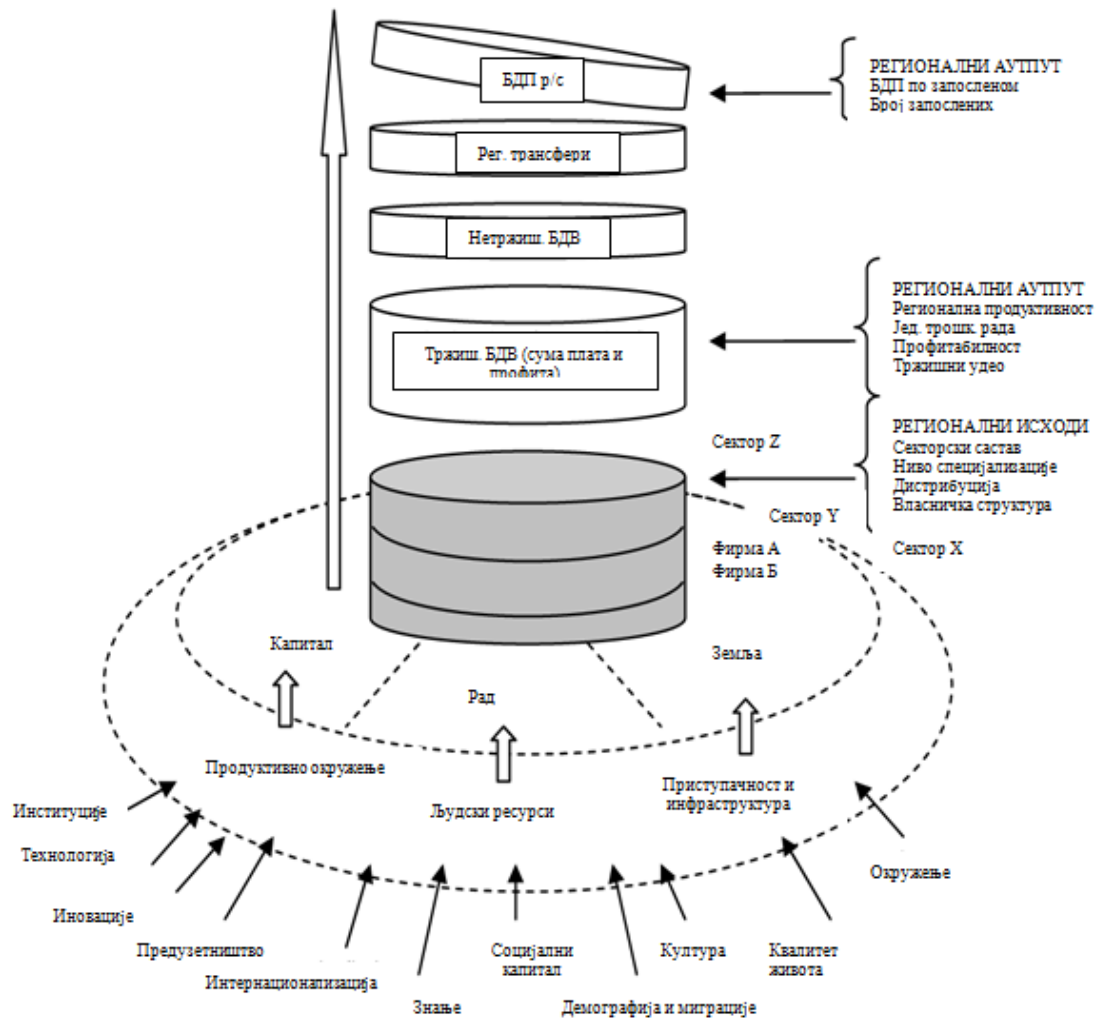 БДП р/с
РЕГИОНАЛНИ АУТПУТ
БДП по запосленом
Број запослених
Рег. трансфери
Нетржиш. БДВ
Тржиш. БДВ (сума плата и
профита)
РЕГИОНАЛНИ АУТПУТ
Регионална продуктивност
Јед. трошк. рада
Профитабилност
Тржишни удео
РЕГИОНАЛНИ ИСХОДИ
Секторски састав
Ниво специјализације
Дистрибуција
Власничка структура
Сектор Z
Сектор Y
Сектор X
Фирма А
Фирма Б
Капитал
Рад
Земља
Продуктивно окружење
Људски ресурси
Приступачност и
инфраструктура
Институције
Технологија
Иновације
Предузетништво
Интернационализација
Знање
Социјални
капитал
Демографија и миграције
Култура
Квалитет
живота
Окружење